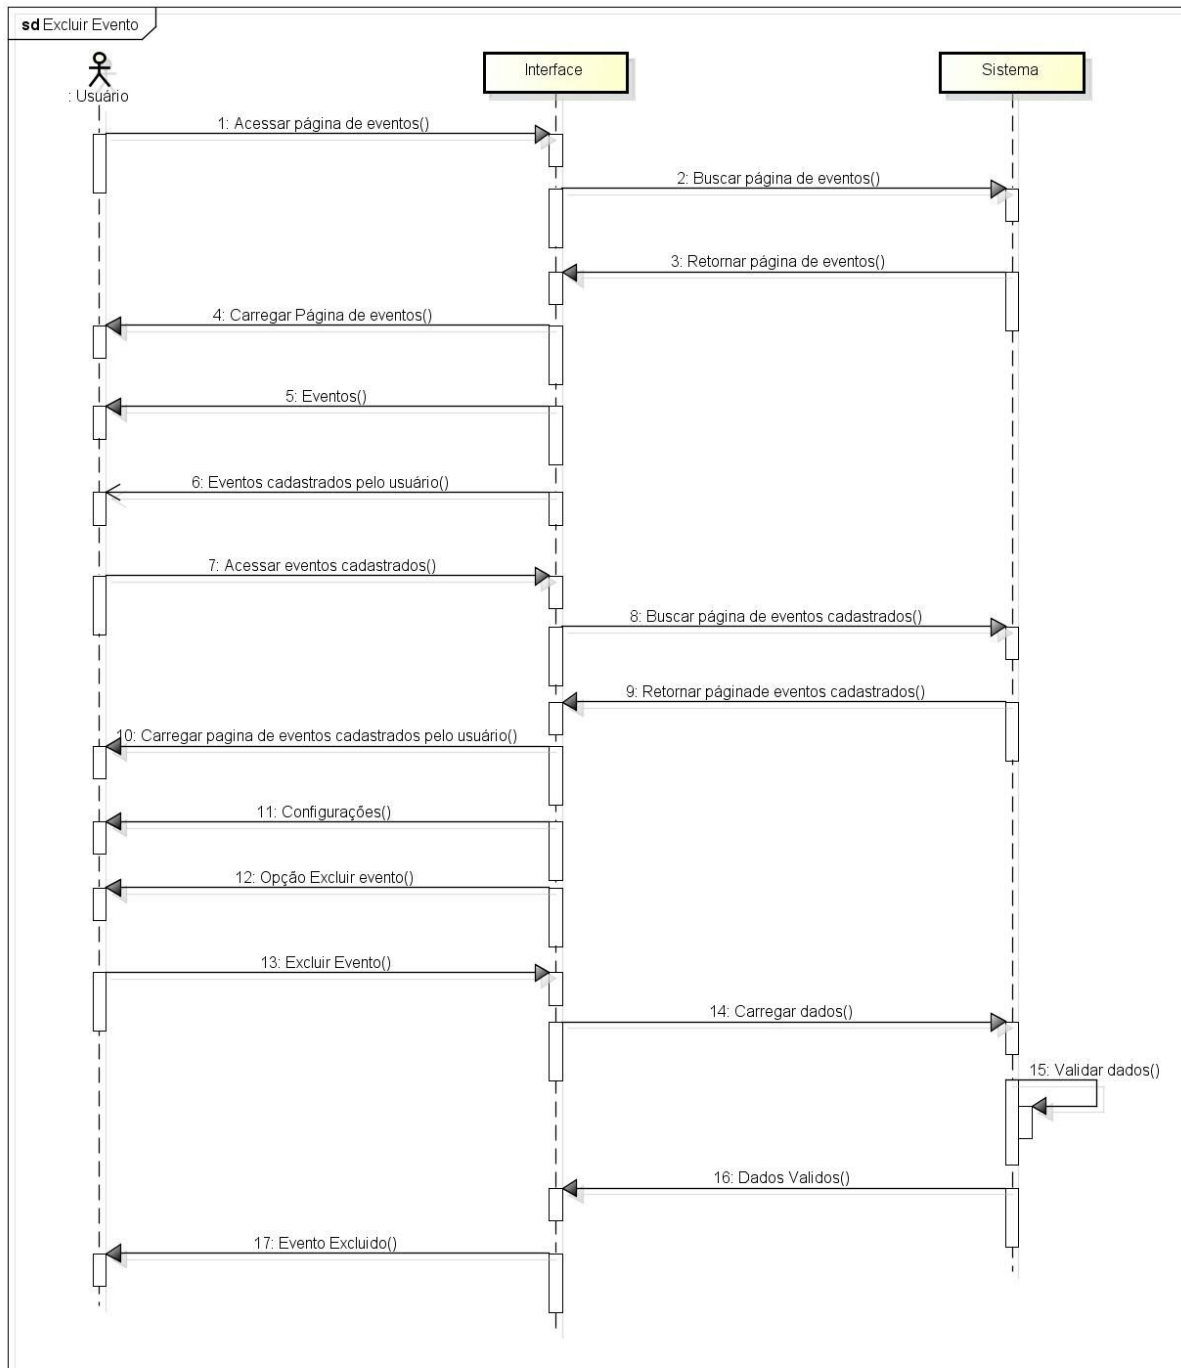 sd Excluir Evento
: Usuário
Interface
Sistema
1: Acessar página de eventos()
2: Buscar página de eventos()
3: Retornar página de eventos()
4: Carregar Página de eventos()
5: Eventos()
6: Eventos cadastrados pelo usuário()
7: Acessar eventos cadastrados()
8: Buscar página de eventos cadastrados()
9: Retornar páginade eventos cadastrados()
10: Carregar pagina de eventos cadastrados pelo usuário()
11: Configurações()
12: Opção Excluir evento()
13: Excluir Evento()
14: Carregar dados()
15: Validar dados()
16: Dados Validos()
17: Evento Excluido()